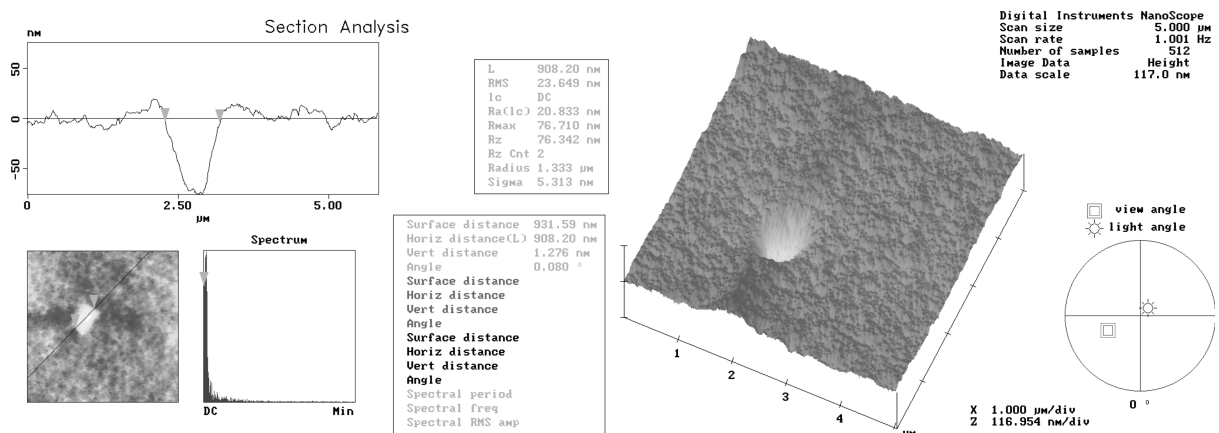 Section Analysis
nm
50
0
-50
0
2.50
5.00
μm
L 908.20 nm
RMS 23.649 nm
lc DC
Ra(lc) 20.833 nm
Rmax 76.710 nm
Rz 76.342 nm
Rz Cnt 2
Radius 1.333 μm
Sigma 5.313 nm
Spectrum
DC Min
Surface distance 931.59 nm
Horiz distance(L) 908.20 nm
Vert distance 1.276 nm
Angle 0.080 °
Surface distance
Horiz distance
Vert distance
Angle
Surface distance
Horiz distance
Vert distance
Angle
Spectral period
Spectral freq
Spectral RMS amp
Digital Instruments NanoScope
Scan size 5.000 μm
Scan rate 1.001 Hz
Number of samples 512
Image Data Height
Data scale 117.0 nm
1
2
3
4
μm
view angle
light angle
0 °
X 1.000 μm/div
Z 116.954 nm/div